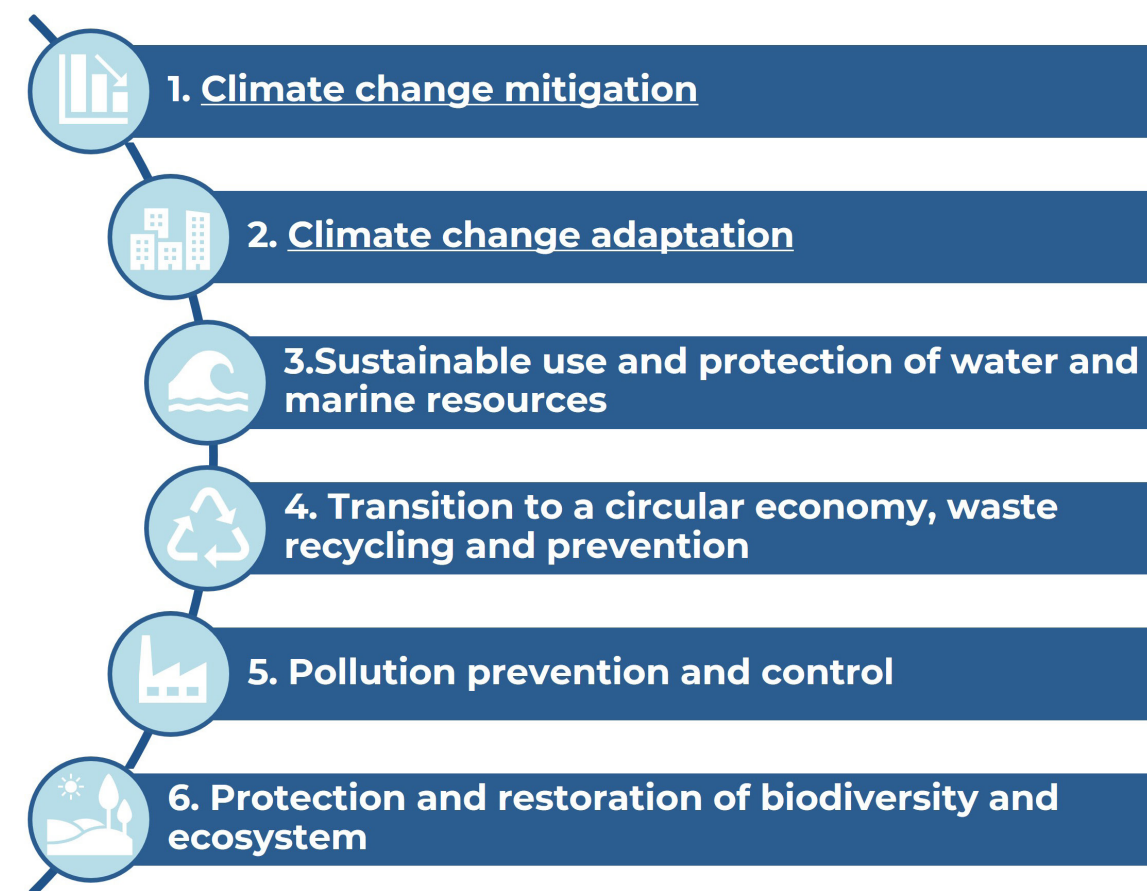 1. Climate change mitigation
2. Climate change adaptation
3.Sustainable use and protection of water and
marine resources
4. Transition to a circular economy, waste
recycling and prevention
5. Pollution prevention and control
6. Protection and restoration of biodiversity and
ecosystem